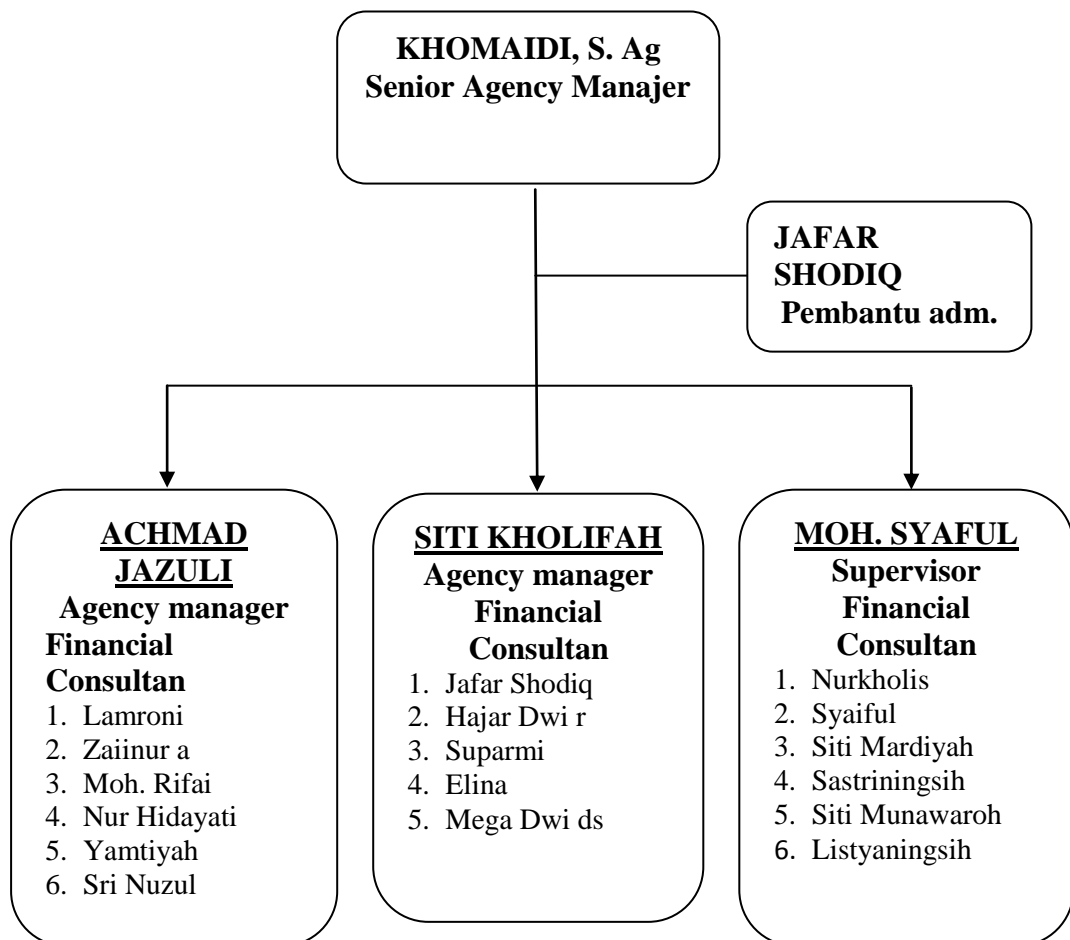 KHOMAIDI, S. Ag
Senior Agency Manajer
JAFAR
SHODIQ
Pembantu adm.
ACHMAD
JAZULI
Agency manager
Financial
Consultan
1. Lamroni
2. Zaiinur a
3. Moh. Rifai
4. Nur Hidayati
5. Yamtiyah
6. Sri Nuzul
SITI KHOLIFAH
Agency manager
Financial
Consultan
1. Jafar Shodiq
2. Hajar Dwi r
3. Suparmi
4. Elina
5. Mega Dwi ds
MOH. SYAFUL
Supervisor
Financial
Consultan
1. Nurkholis
2. Syaiful
3. Siti Mardiyah
4. Sastriningsih
5. Siti Munawaroh
6. Listyaningsih